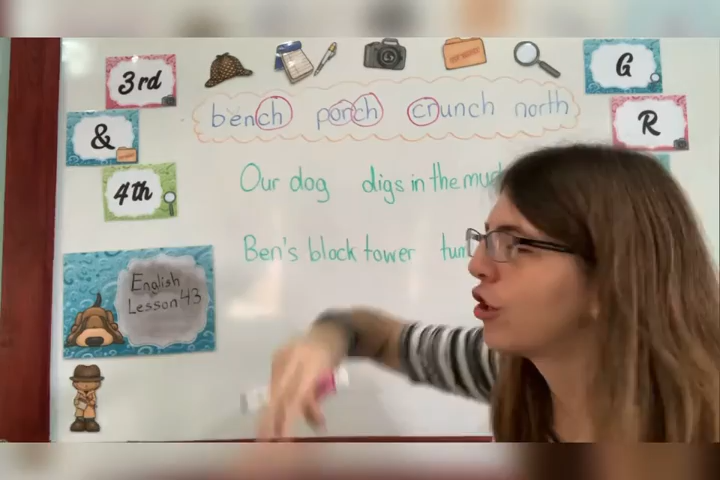 3rd
&
4th
G
R
bench porch crunch north
Our dog digs in the mud
Ben's block tower
English
Lesson 43